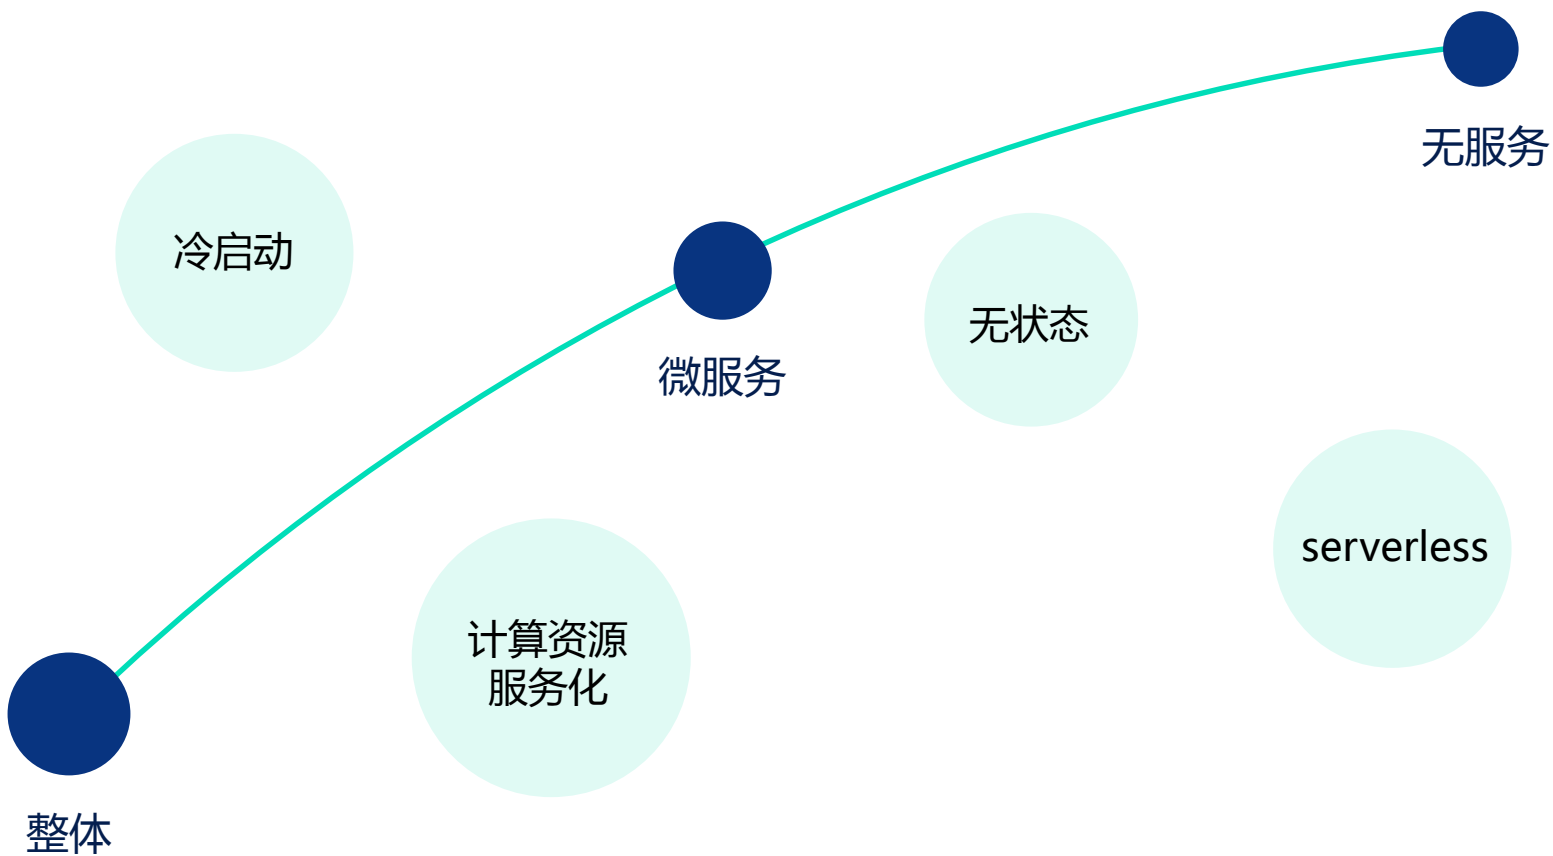 无服务
冷启动
微服务
无状态
serverless
计算资源
服务化
整体